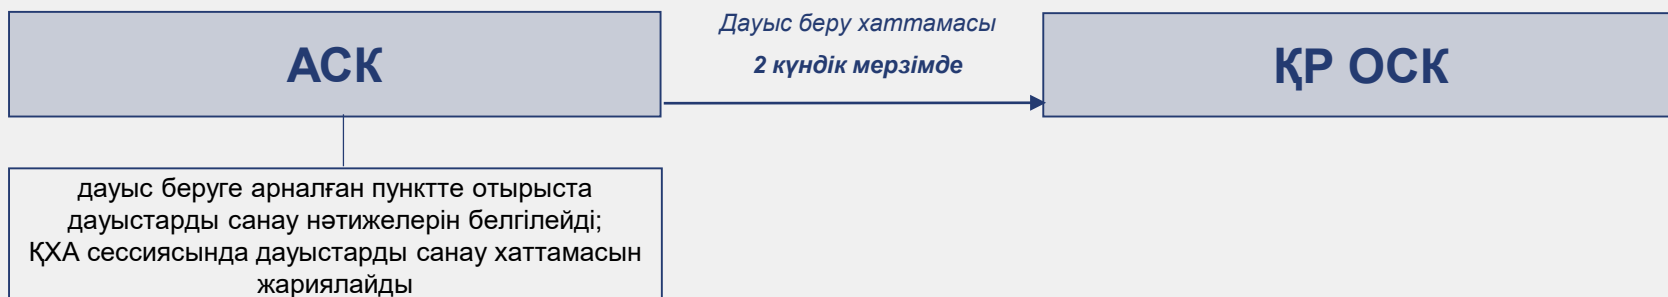 АСК
Дауыс беру хаттамасы
2 күндік мерзімде
ҚР ОСК
дауыс беруге арналған пунктте отырыста
дауыстарды санау нәтижелерін белгілейді;
ҚХА сессиясында дауыстарды санау хаттамасын
жариялайды